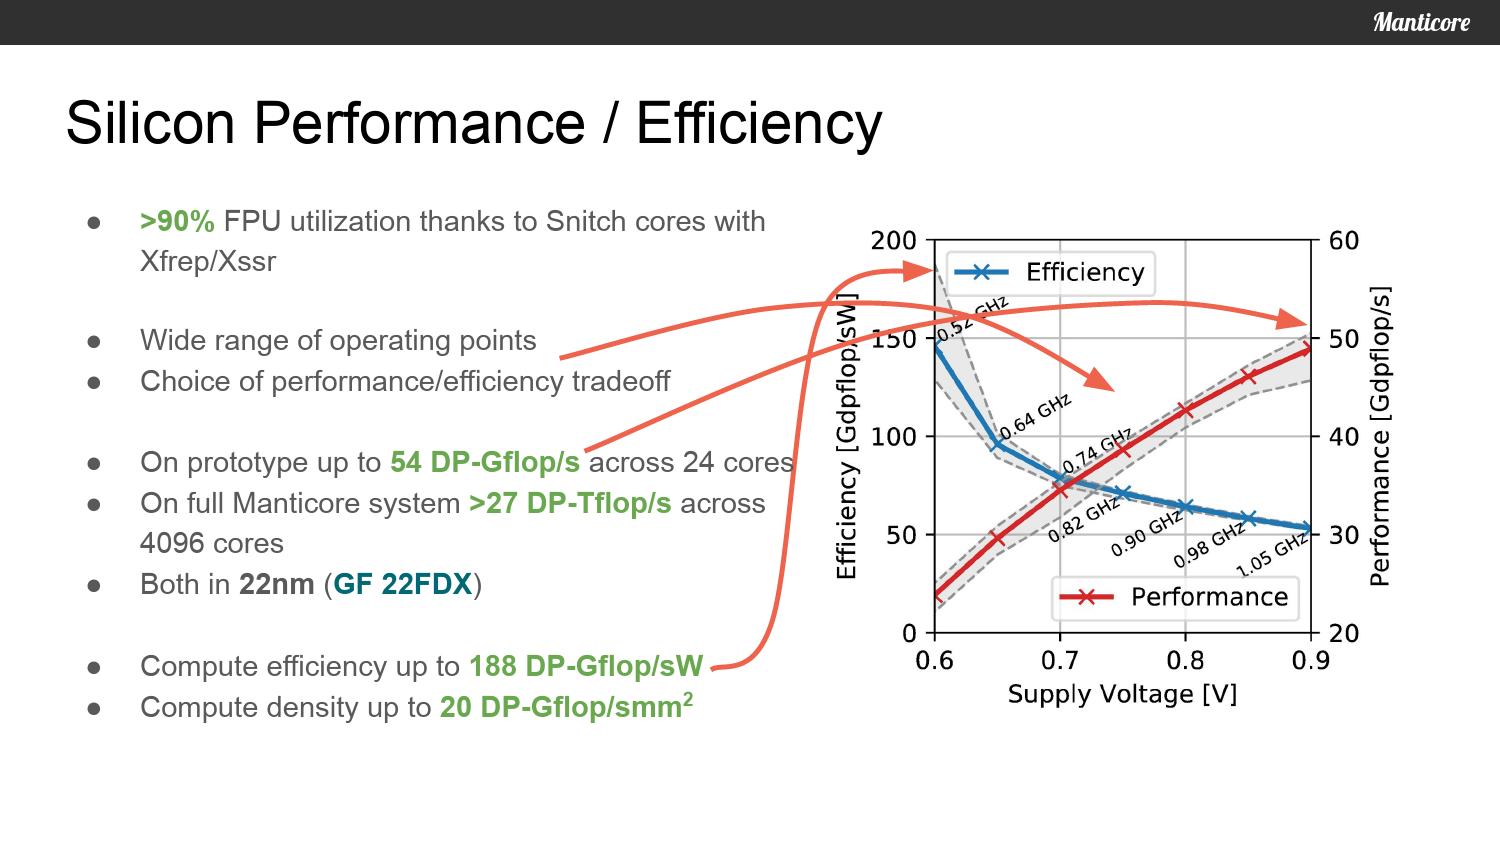 Manticore
Silicon Performance / Efficiency
● >90% FPU utilization thanks to Snitch cores with
Xfrep/Xssr
● Wide range of operating points
● Choice of performance/efficiency tradeoff
● On prototype up to 54 DP-Gflop/s across 24 cores
● On full Manticore system >27 DP-Tflop/s across
4096 cores
● Both in 22nm (GF 22FDX)
● Compute efficiency up to 188 DP-Gflop/sW
● Compute density up to 20 DP-Gflop/smm²
Efficiency [Gdpflop/sW]
200
150
100
50
0
Efficiency
0.52 GHz
0.64 GHz
0.74 GHz
0.82 GHz
0.90 GHz
0.98 GHz
1.05 GHz
Performance
60
50
40
30
20
Performance [Gdpflop/s]
0.6 0.7 0.8 0.9
Supply Voltage [V]